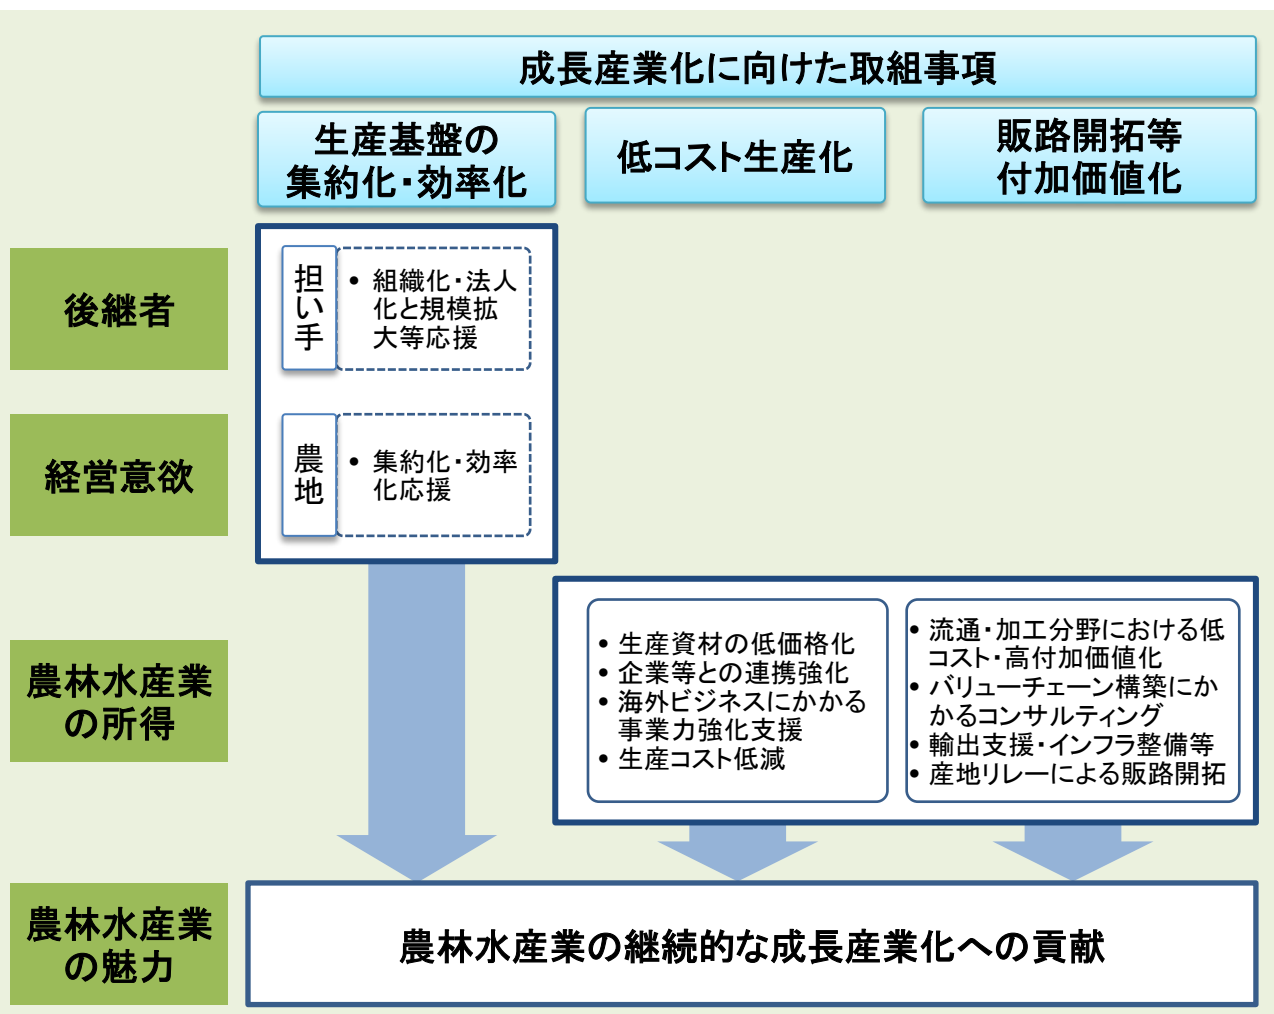 成長産業化に向けた取組事項
生産基盤の
集約化・効率化
低コスト生産化
販路開拓等
付加価値化
後継者
担い手
• 組織化・法人
化と規模拡
大等応援
経営意欲
農地
• 集約化・効率
化応援
農林水産業
の所得
• 生産資材の低価格化
• 企業等との連携強化
• 海外ビジネスにかかる
事業力強化支援
• 生産コスト低減
• 流通・加工分野における低
コスト・高付加価値化
• バリューチェーン構築にか
かるコンサルティング
• 輸出支援・インフラ整備等
• 産地リレーによる販路開拓
農林水産業
の魅力
農林水産業の継続的な成長産業化への貢献